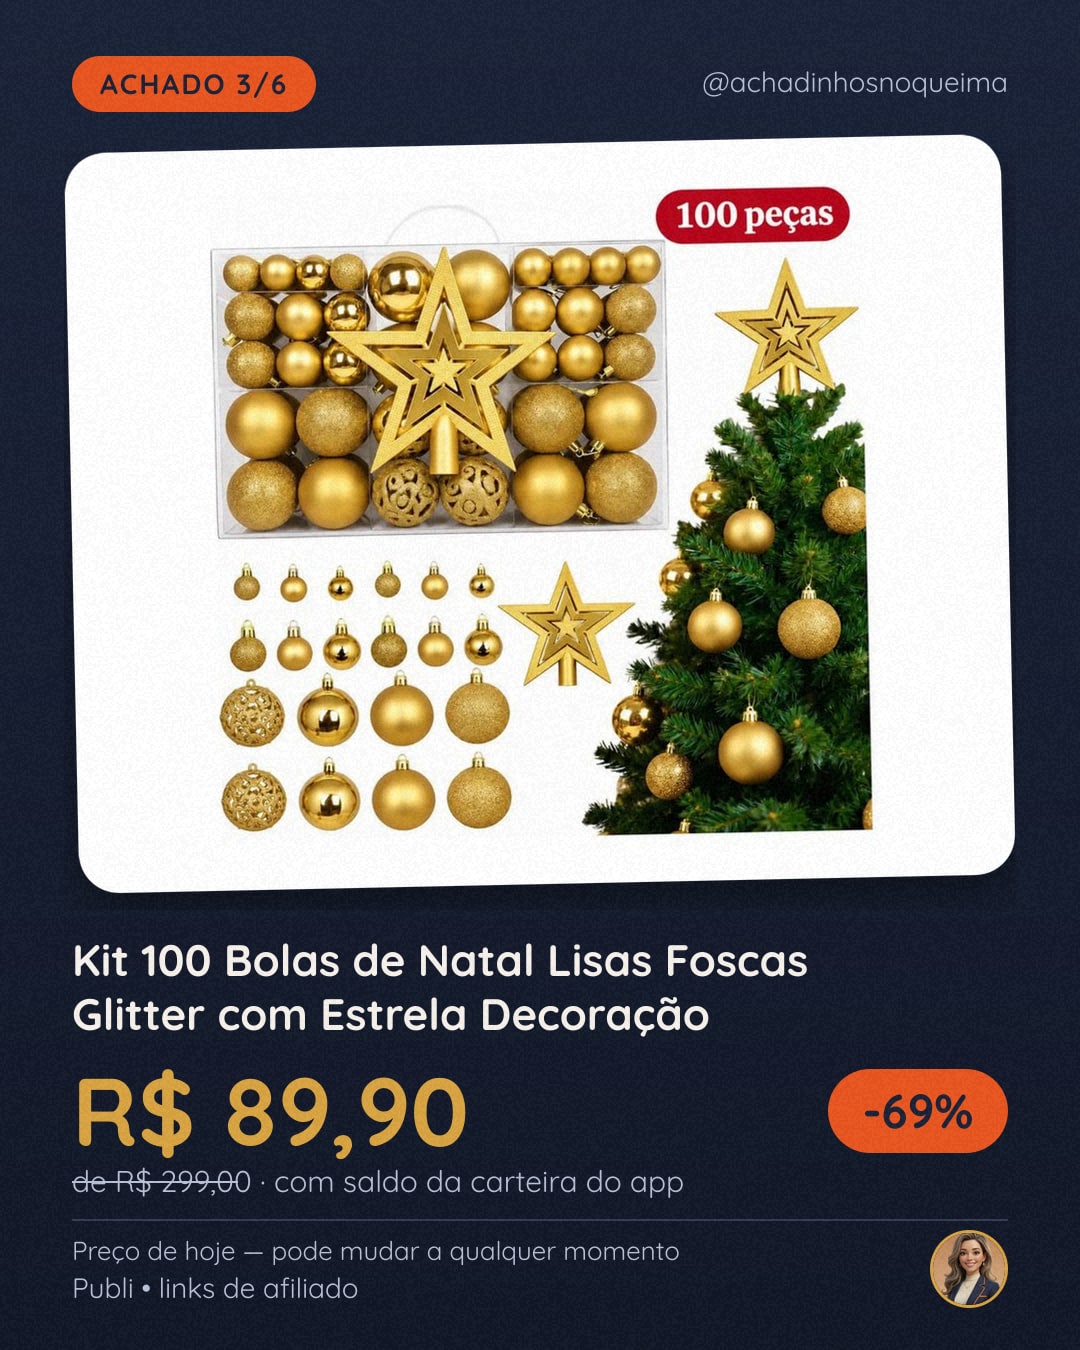 ACHADO 3/6
@achadinhosnoqueima
100 peças
Kit 100 Bolas de Natal Lisas Foscas
Glitter com Estrela Decoração
R$ 89,90
-69%
de R$ 299,00 · com saldo da carteira do app
Preço de hoje — pode mudar a qualquer momento
Publi • links de afiliado